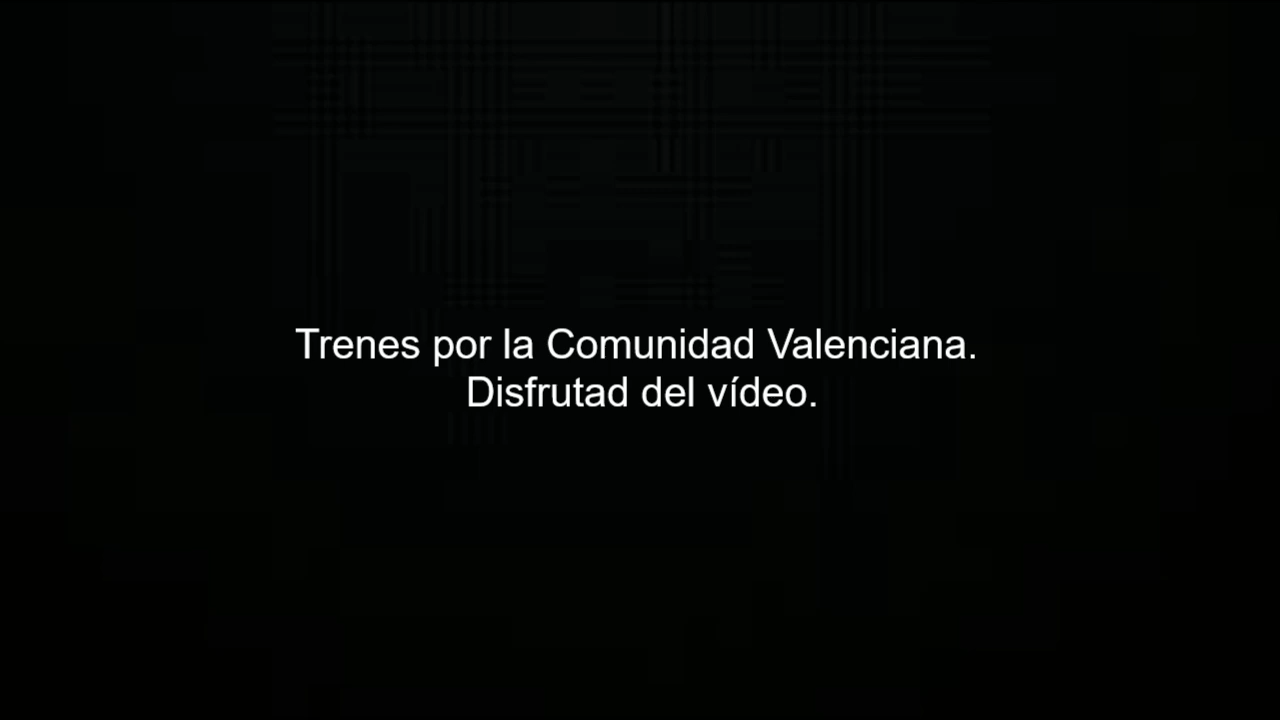 Trenes por la Comunidad Valenciana.
Disfrutad del vídeo.